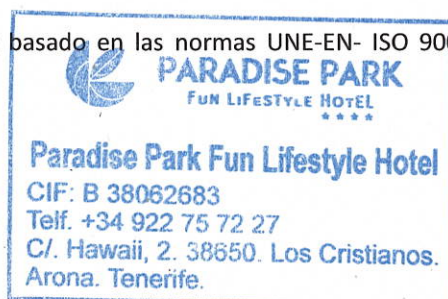 basado en las normas UNE-EN- ISO
PARADISE PARK
FUN LIFESTYLE HOTEL
Paradise Park Fun Lifestyle Hotel
CIF: B 38062683
Telf. +34 922 75 72 27
C/. Hawaii, 2. 38650. Los Cristianos.
Arona. Tenerife.